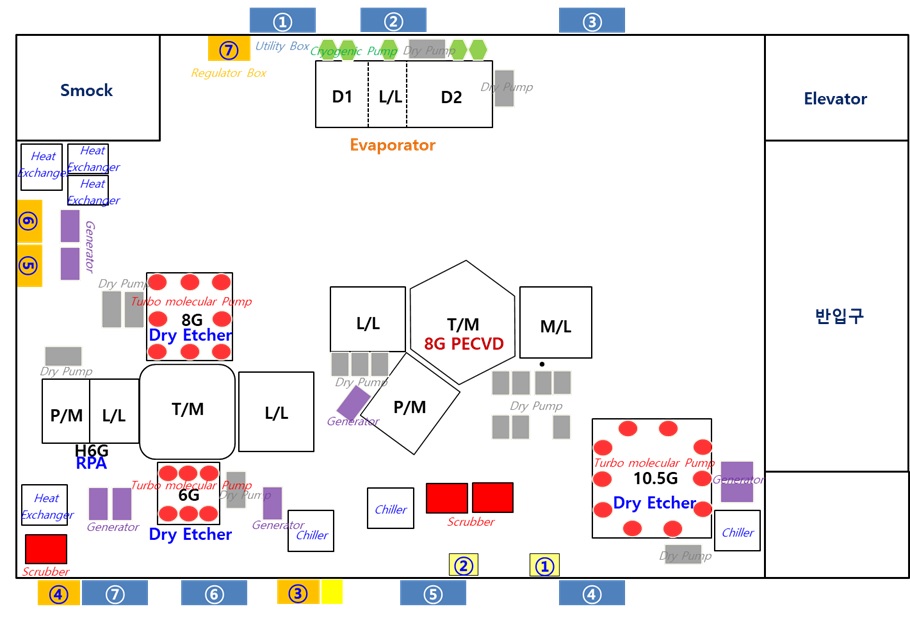 ①
②
③
⑦
Utility Box
Cryogenic Pump
Dry Pump
Regulator Box
Smock
D1
L/L
D2
Dry Pump
Elevator
Evaporator
Heat
Exchanger
Heat
Exchanger
Heat
Exchanger
⑥
⑤
Generator
Dry Pump
Turbo molecular Pump
8G
Dry Etcher
L/L
T/M
8G PECVD
M/L
반입구
Dry Pump
Dry Pump
Dry Pump
P/M
L/L
T/M
L/L
P/M
Generator
H6G
RPA
Turbo molecular Pump
6G
Dry Pump
Dry Etcher
Turbo molecular Pump
10.5G
Dry Etcher
Generator
Heat
Exchanger
Generator
Generator
Chiller
Chiller
Scrubber
Chiller
Dry Pump
Scrubber
②
①
④
⑦
⑥
③
⑤
④